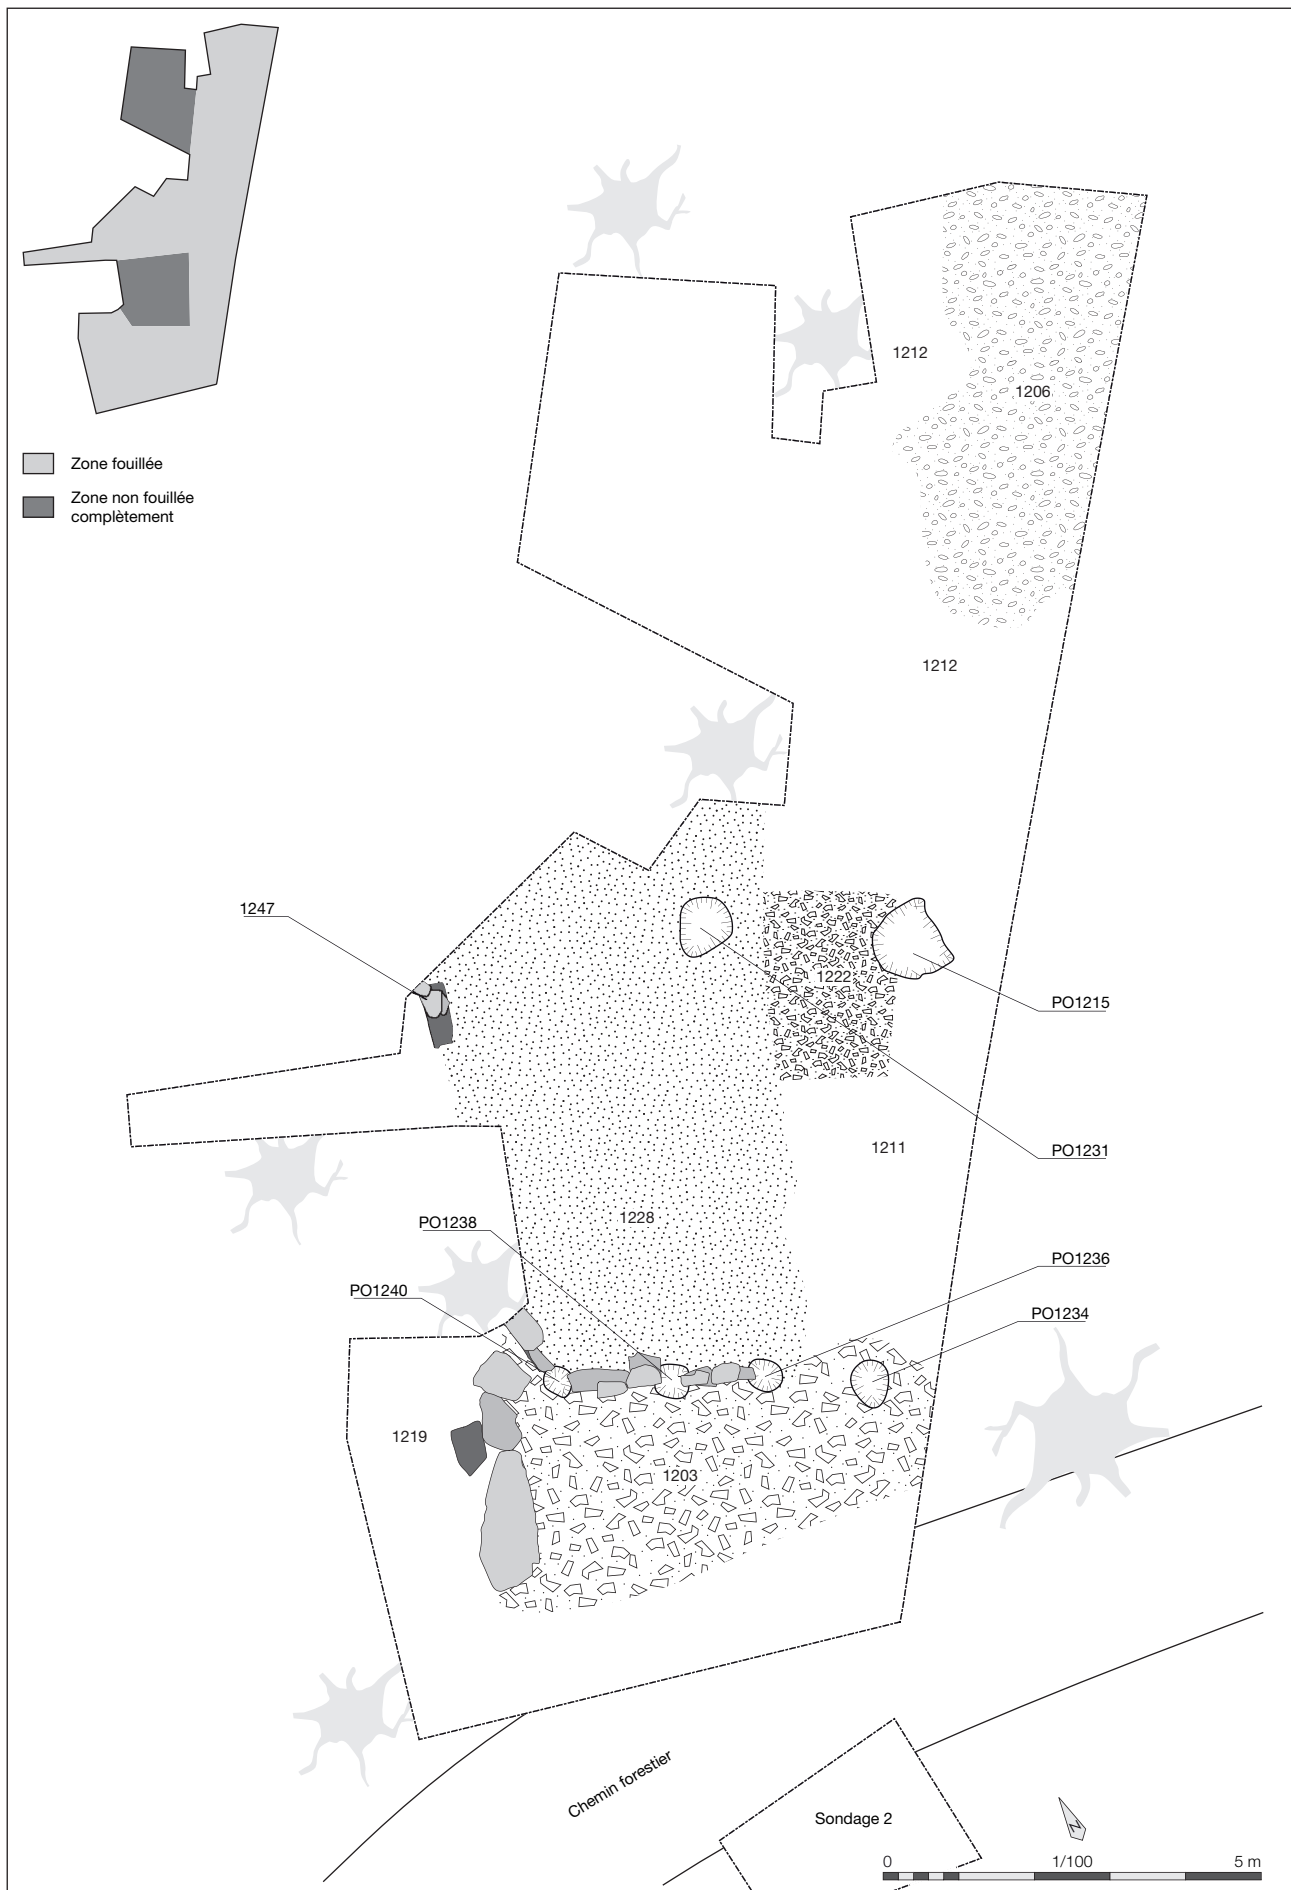 Zone fouillée
Zone non fouillée
complètement
1212
1206
1212
1247
1222
PO1215
1211
PO1231
1228
PO1238
PO1236
PO1240
PO1234
1219
1203
Chemin forestier
Sondage 2
N
0 1/100 5 m